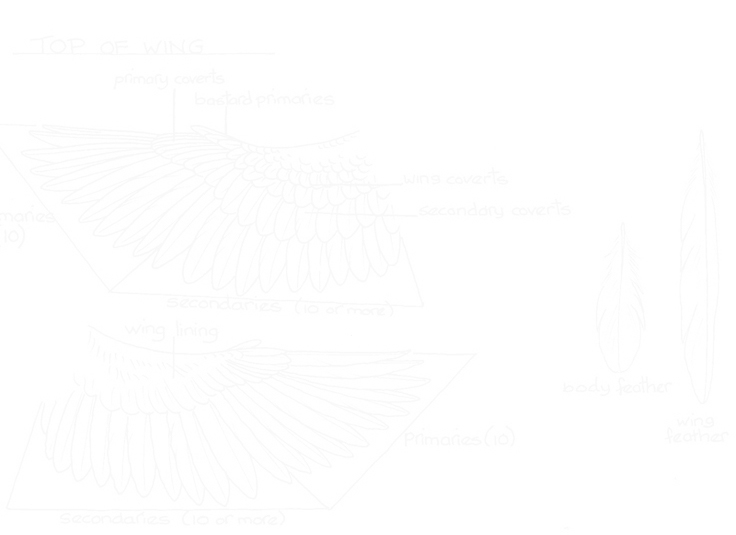 TOP OF WING
primary coverts
bastard primaries
wing coverts
secondary coverts
maries
(10)
secondaries (10 or more)
wing lining
body feather
wing
feather
Primaries (10)
secondaries (10 or more)